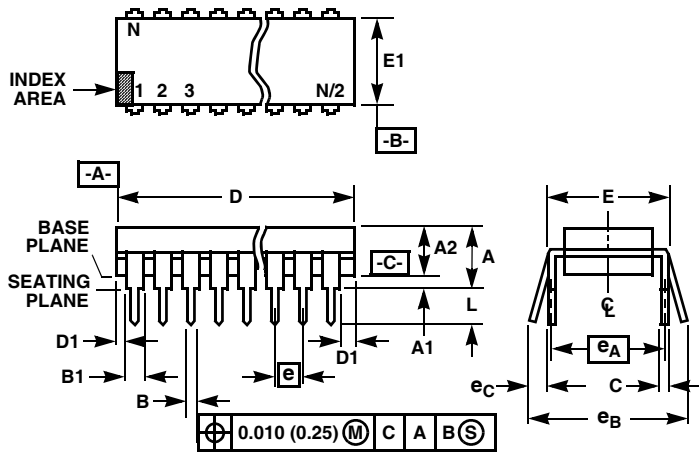 N
E1
INDEX
AREA
1 2 3 N/2
-B-
-A-
D
E
BASE
PLANE
A2
A
-C-
SEATING
PLANE
L
℄
D1
A1
D1
eA
B1
e
eC
C
B
eB
0.010 (0.25) Ⓜ C A B Ⓢ